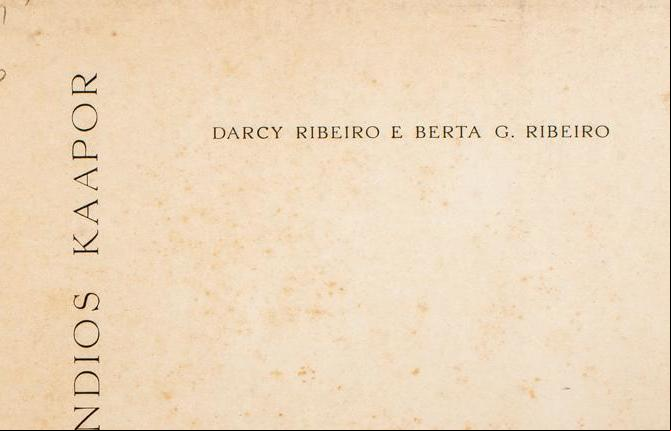 DARCY RIBEIRO E BERTA G. RIBEIRO
NDIOS KAAPOR